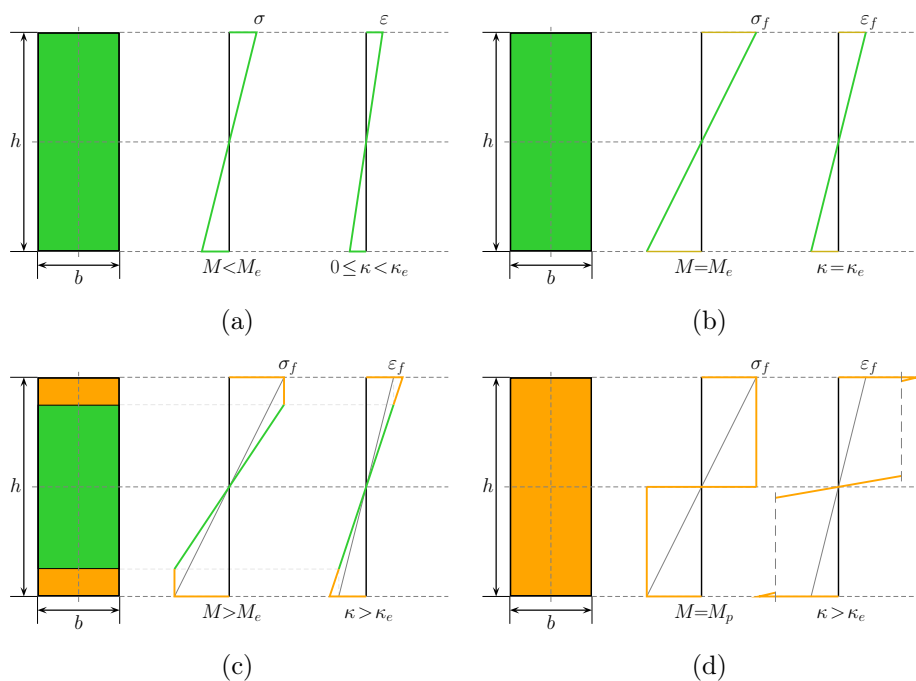 σ ε
h
M<M_e 0≤κ<κ_e
b
(a)
σ_f ε_f
h
M=M_e κ=κ_e
b
(b)
σ_f ε_f
h
M>M_e κ>κ_e
b
(c)
σ_f ε_f
h
M=M_p κ>κ_e
b
(d)